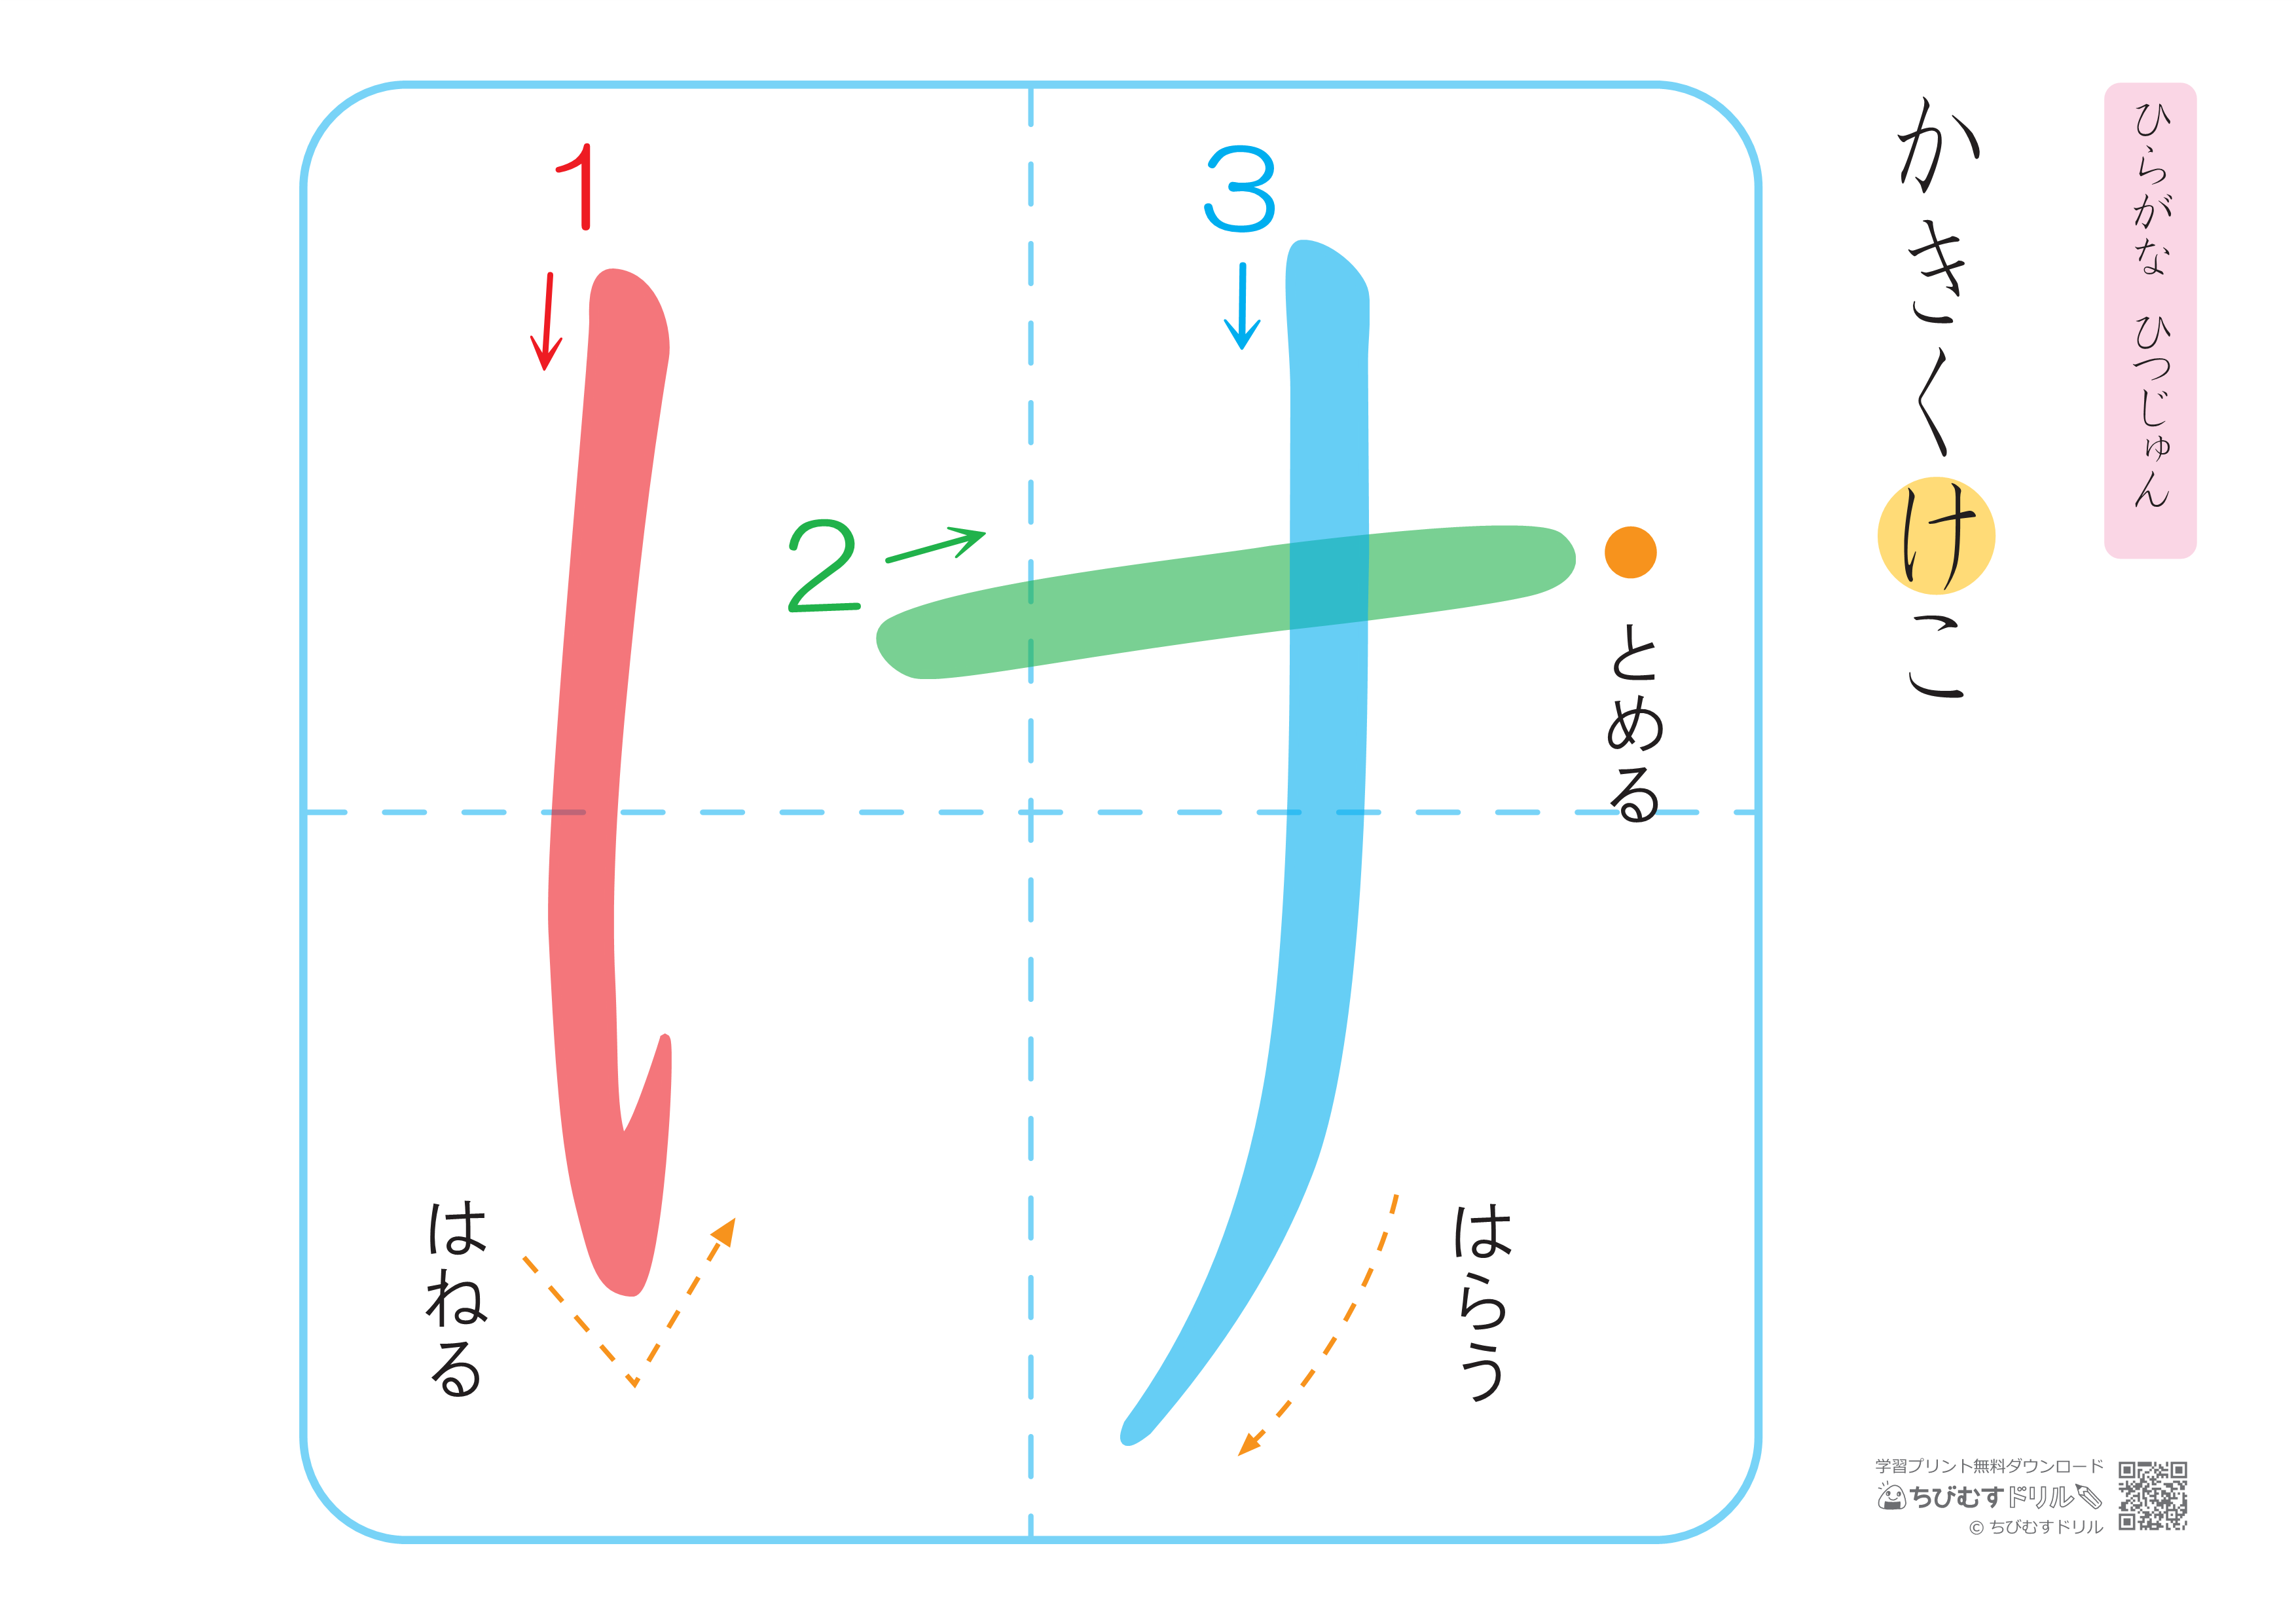 ひらがな ひつじゅん
かきくけこ
1
2
3
け
とめる
はらう
はねる
学習プリント無料ダウンロード
ちびむすドリル
© ちびむすドリル